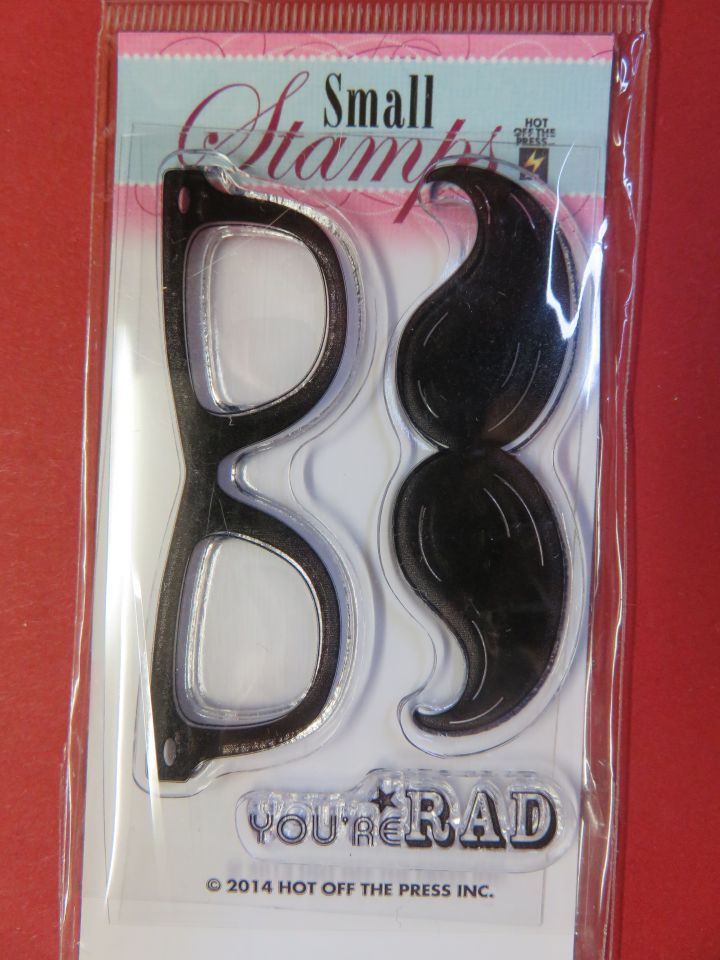 Small
Stamps
HOT
OFF THE
PRESS
YOU'RE RAD
© 2014 HOT OFF THE PRESS INC.